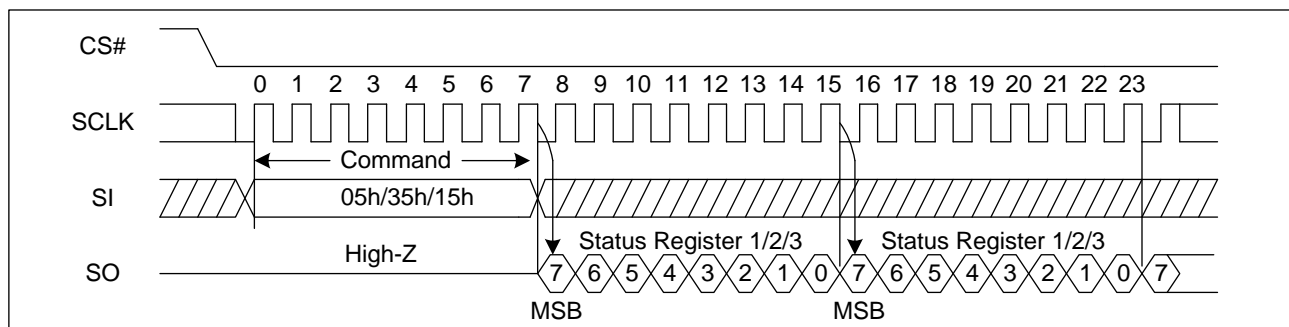 CS#
0 1 2 3 4 5 6 7 8 9 10 11 12 13 14 15 16 17 18 19 20 21 22 23
SCLK
Command
SI
05h/35h/15h
High-Z
Status Register 1/2/3 Status Register 1/2/3
SO
7 6 5 4 3 2 1 0 7 6 5 4 3 2 1 0 7
MSB MSB